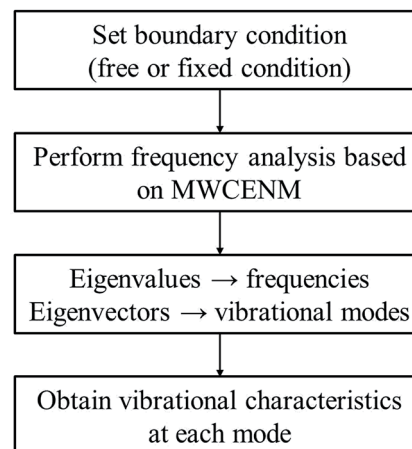 Set boundary condition
(free or fixed condition)
Perform frequency analysis based
on MWCENM
Eigenvalues → frequencies
Eigenvectors → vibrational modes
Obtain vibrational characteristics
at each mode